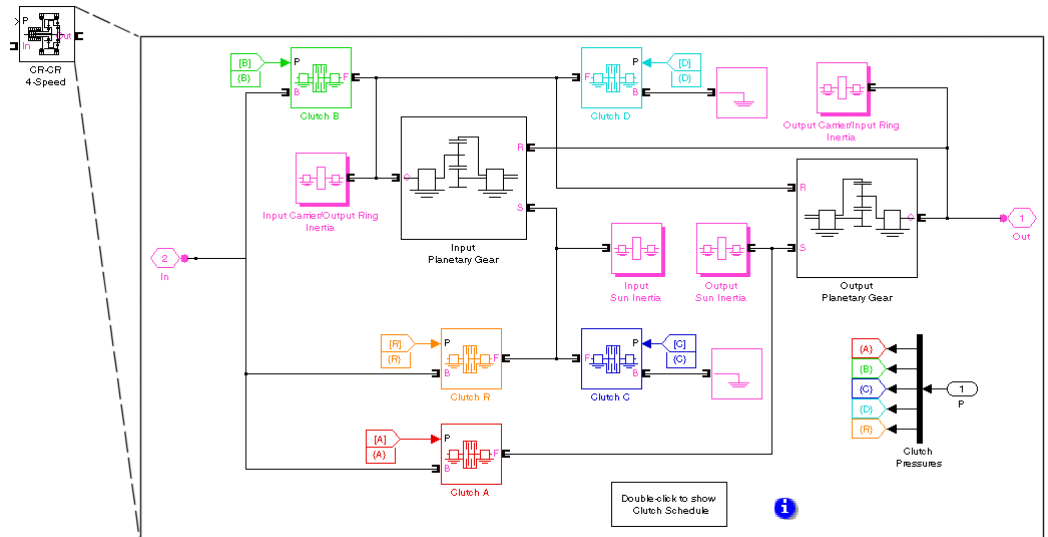 P
In
Out
CR-CR
4-Speed
[B]
{B}
P
F
B
Clutch B
P
F
B
Clutch D
[D]
{D}
Output Carrier/Input Ring
Inertia
Input Carrier/Output Ring
Inertia
C
R
S
Input
Planetary Gear
R
C
S
Output
Planetary Gear
1
Out
2
In
Input
Sun Inertia
Output
Sun Inertia
[R]
{R}
P
F
B
Clutch R
P
F
B
Clutch C
[C]
{C}
[A]
{A}
P
F
B
Clutch A
{A}
{B}
{C}
{D}
{R}
1
P
Clutch
Pressures
Double-click to show
Clutch Schedule
i